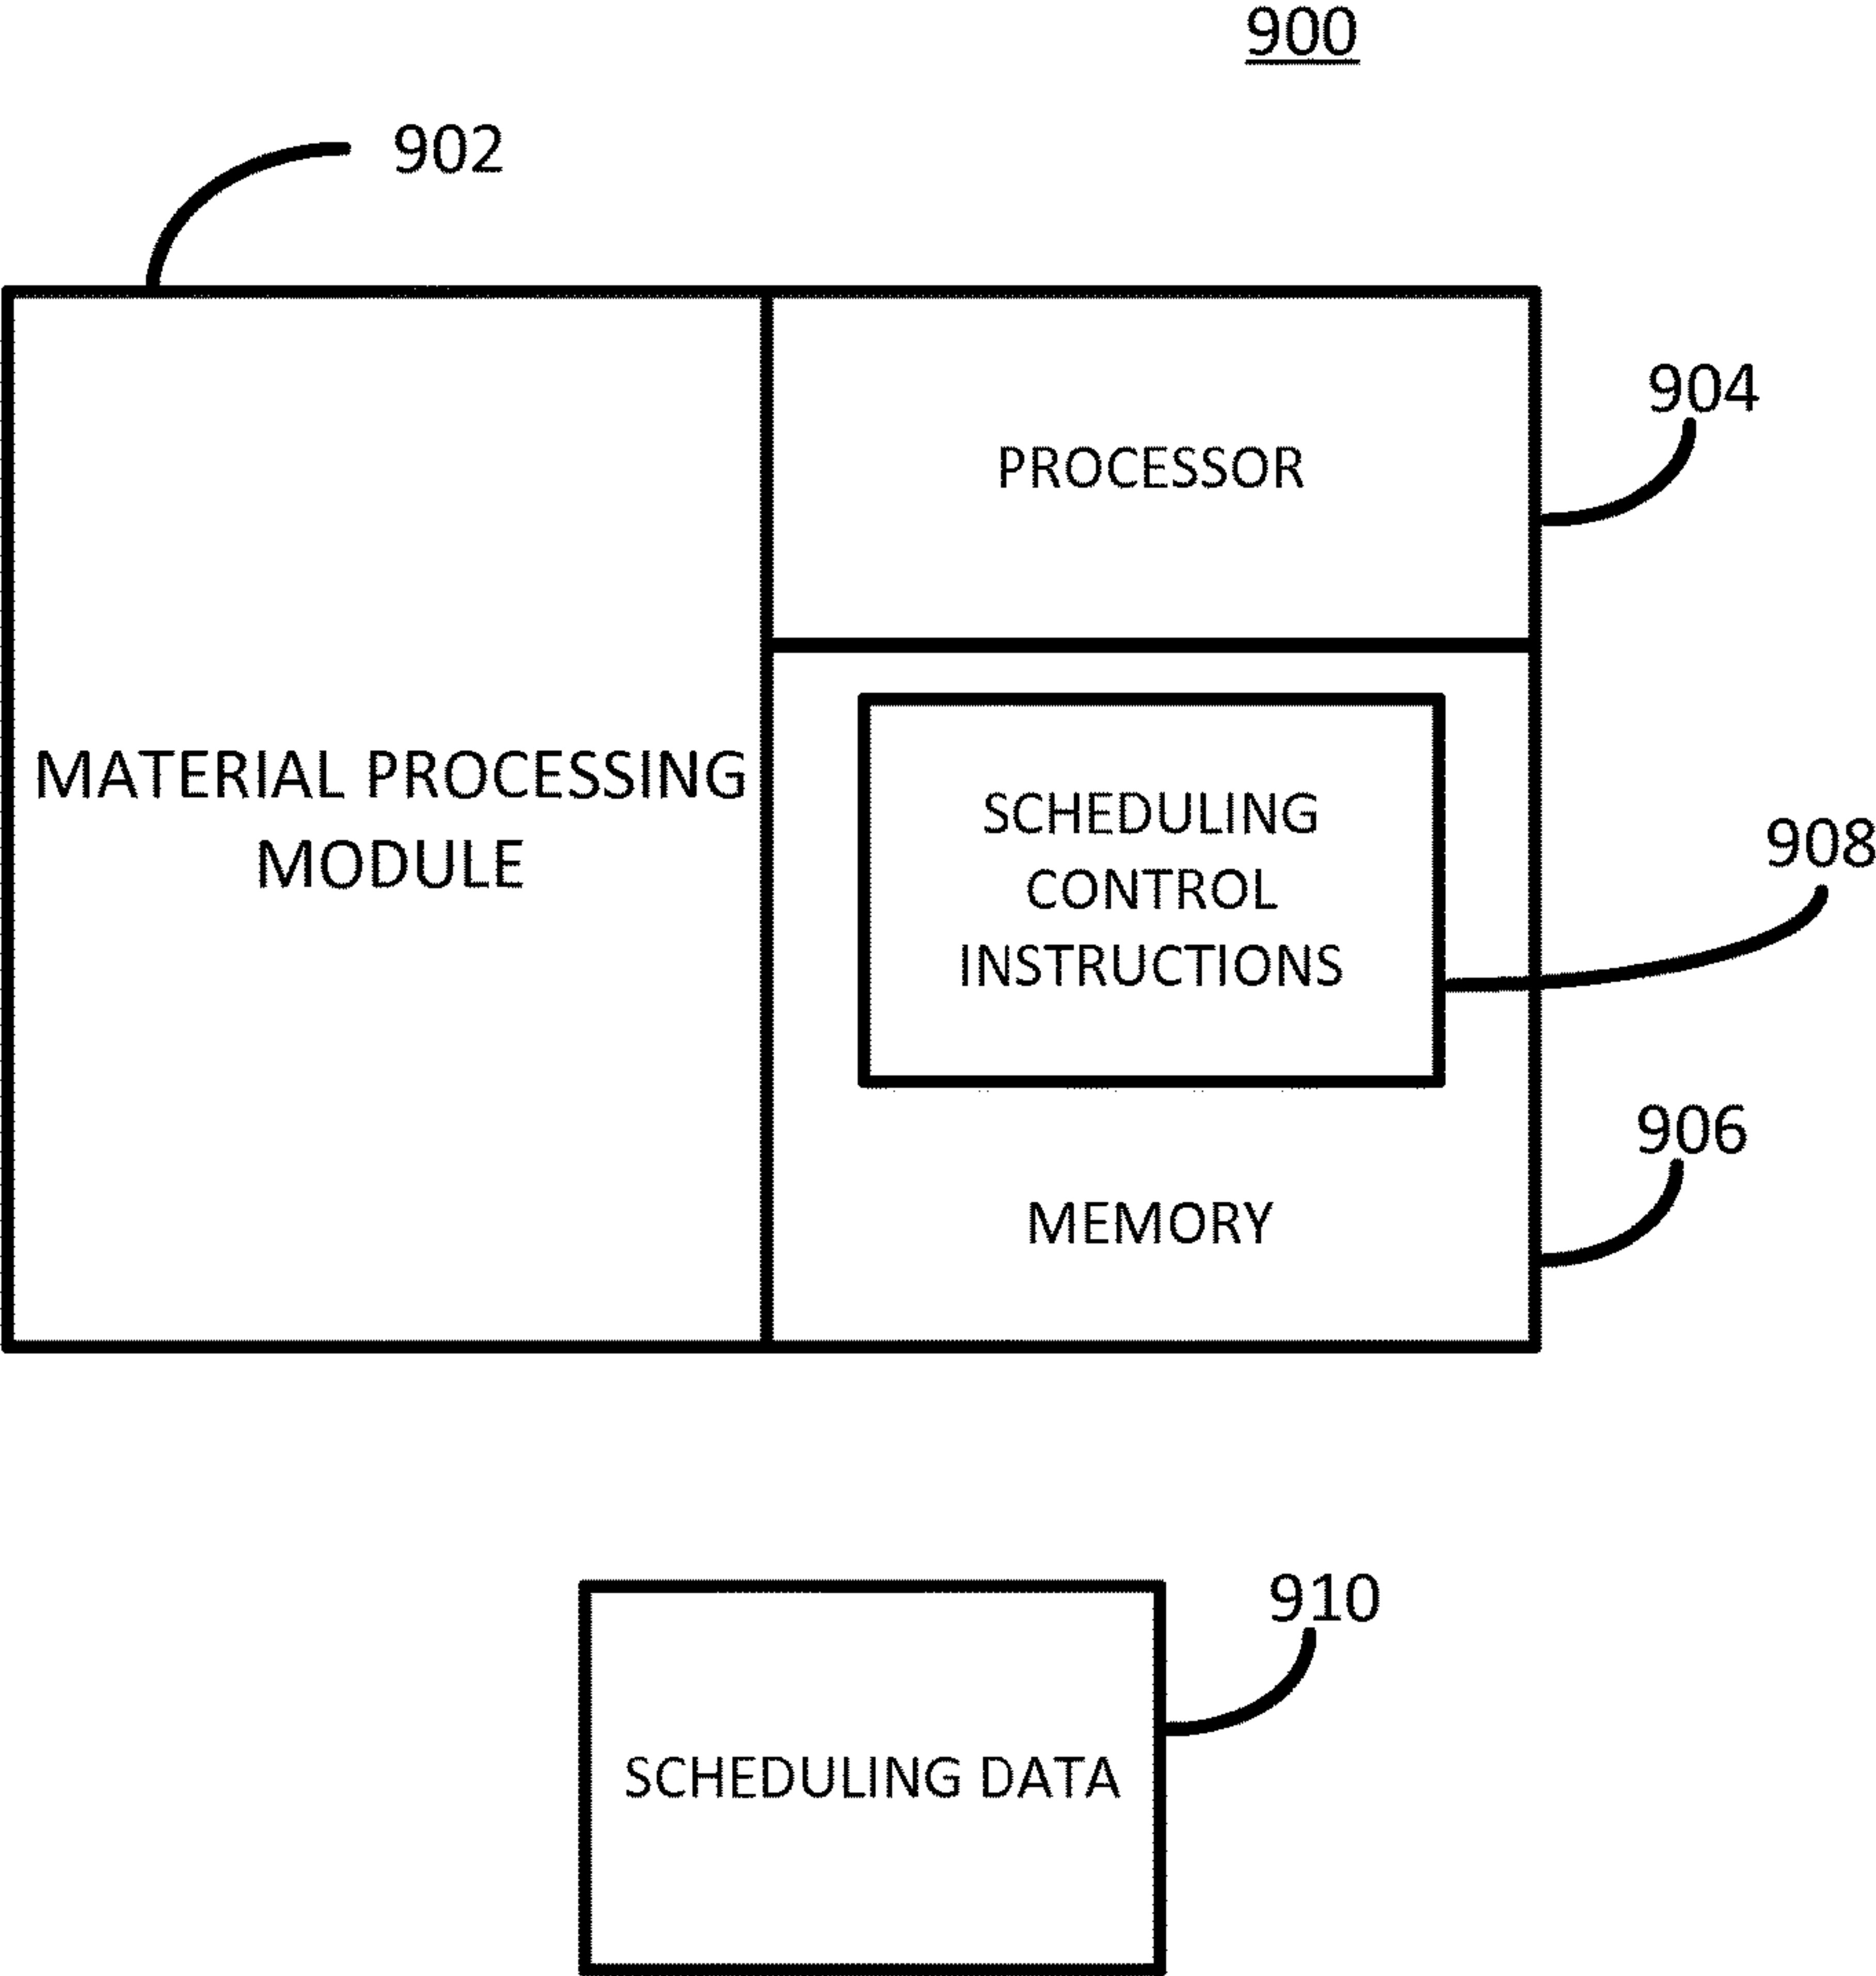 900
902
904
PROCESSOR
MATERIAL PROCESSING
MODULE
SCHEDULING
CONTROL
INSTRUCTIONS
908
906
MEMORY
910
SCHEDULING DATA